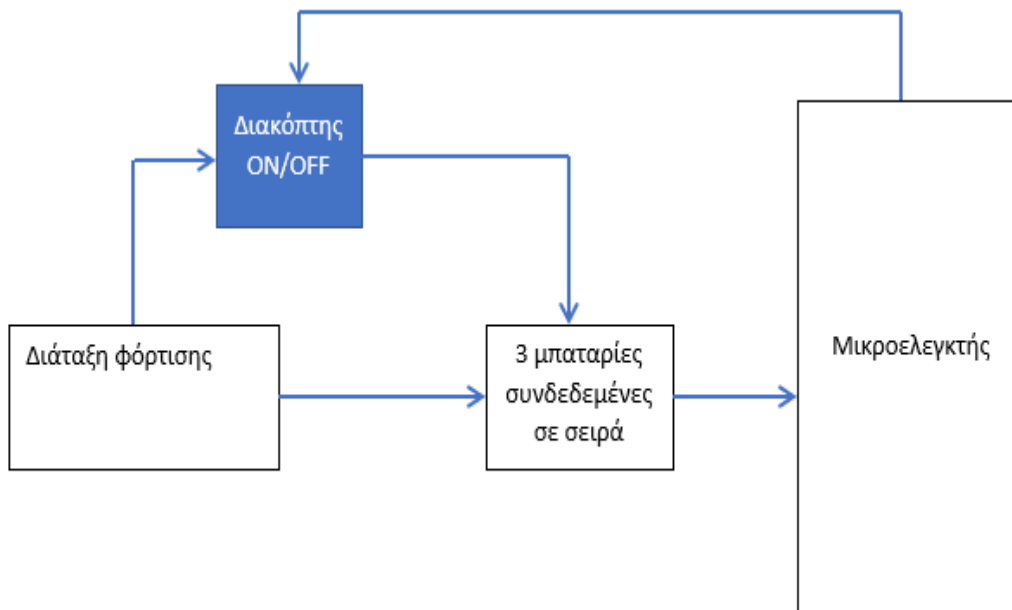 Διακόπτης
ON/OFF
Διάταξη φόρτισης
3 μπαταρίες
συνδεδεμένες
σε σειρά
Μικροελεγκτής